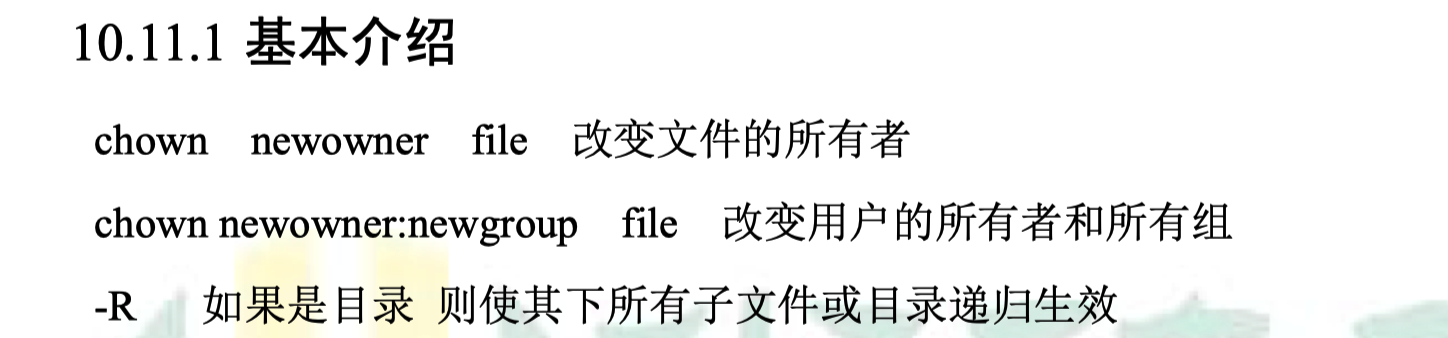 10.11.1 基本介绍
chown newowner file 改变文件的所有者
chown newowner:newgroup file 改变用户的所有者和所有组
-R 如果是目录 则使其下所有子文件或目录递归生效